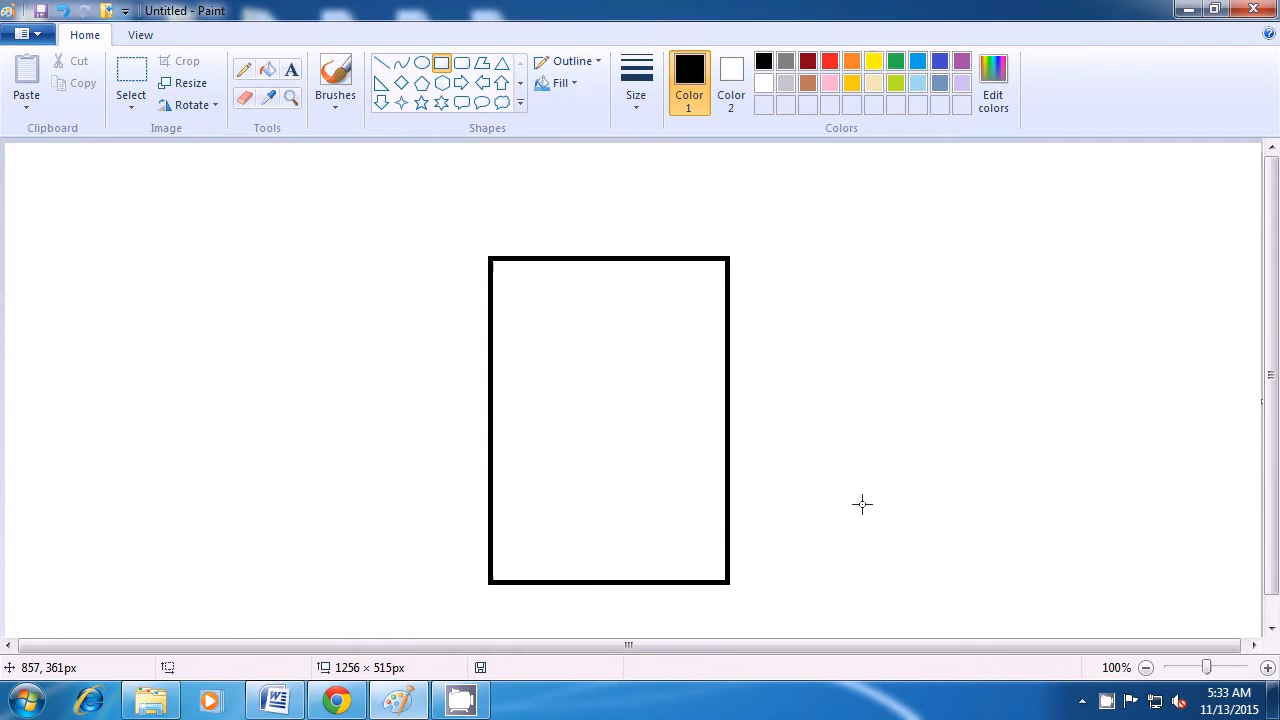 Untitled - Paint
Home View
Paste
Cut
Copy
Clipboard
Select
Crop
Resize
Rotate
Image
A
Tools
Brushes
Shapes
Outline
Fill
Size
Color 1
Color 2
Edit colors
Colors
857, 361px
1256 × 515px
100%
5:33 AM
11/13/2015